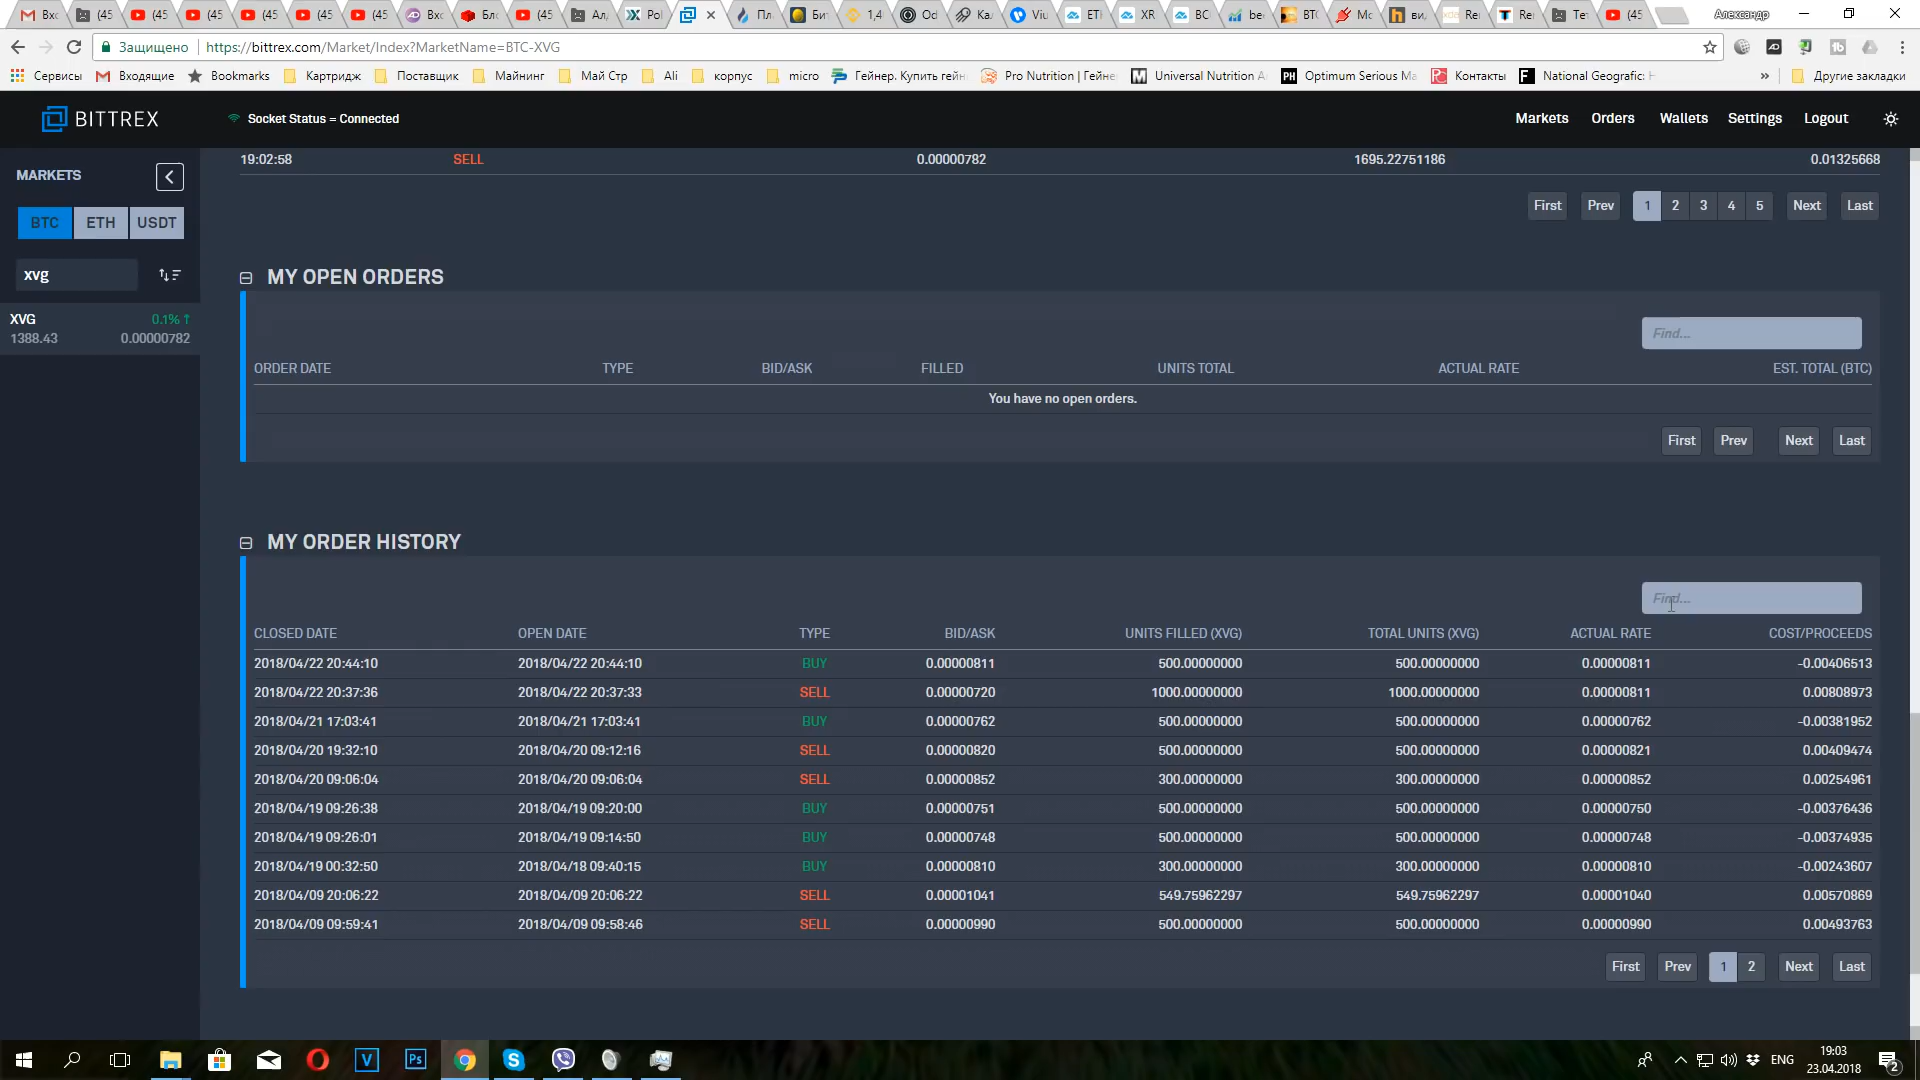 (45
(45
(45
(45
(45
(45
1,4
XR
(45
Александр
Защищено https://bittrex.com/Market/Index?MarketName=BTC-XVG
Сервисы Входящие Bookmarks Картридж Поставщик Майнинг Май Стр Ali корпус micro Гейнер. Купить гейн Pro Nutrition | Гейне Universal Nutrition Optimum Serious Ma Контакты National Geografic: » Другие закладки
BITTREX Socket Status = Connected Markets Orders Wallets Settings Logout
MARKETS
BTC ETH USDT
xvg
XVG 0.1% ↑
1388.43 0.00000782
19:02:58 SELL 0.00000782 1695.22751186 0.01325668
First Prev 1 2 3 4 5 Next Last
MY OPEN ORDERS
Find...
ORDER DATE TYPE BID/ASK FILLED UNITS TOTAL ACTUAL RATE EST. TOTAL (BTC)
You have no open orders.
First Prev Next Last
MY ORDER HISTORY
Find...
CLOSED DATE OPEN DATE TYPE BID/ASK UNITS FILLED (XVG) TOTAL UNITS (XVG) ACTUAL RATE COST/PROCEEDS
2018/04/22 20:44:10 2018/04/22 20:44:10 BUY 0.00000811 500.00000000 500.00000000 0.00000811 -0.00406513
2018/04/22 20:37:36 2018/04/22 20:37:33 SELL 0.00000720 1000.00000000 1000.00000000 0.00000811 0.00808973
2018/04/21 17:03:41 2018/04/21 17:03:41 BUY 0.00000762 500.00000000 500.00000000 0.00000762 -0.00381952
2018/04/20 19:32:10 2018/04/20 09:12:16 SELL 0.00000820 500.00000000 500.00000000 0.00000821 0.00409474
2018/04/20 09:06:04 2018/04/20 09:06:04 SELL 0.00000852 300.00000000 300.00000000 0.00000852 0.00254961
2018/04/19 09:26:38 2018/04/19 09:20:00 BUY 0.00000751 500.00000000 500.00000000 0.00000750 -0.00376436
2018/04/19 09:26:01 2018/04/19 09:14:50 BUY 0.00000748 500.00000000 500.00000000 0.00000748 -0.00374935
2018/04/19 00:32:50 2018/04/18 09:40:15 BUY 0.00000810 300.00000000 300.00000000 0.00000810 -0.00243607
2018/04/09 20:06:22 2018/04/09 20:06:22 SELL 0.00001041 549.75962297 549.75962297 0.00001040 0.00570869
2018/04/09 09:59:41 2018/04/09 09:58:46 SELL 0.00000990 500.00000000 500.00000000 0.00000990 0.00493763
First Prev 1 2 Next Last
ENG 19:03
23.04.2018
2